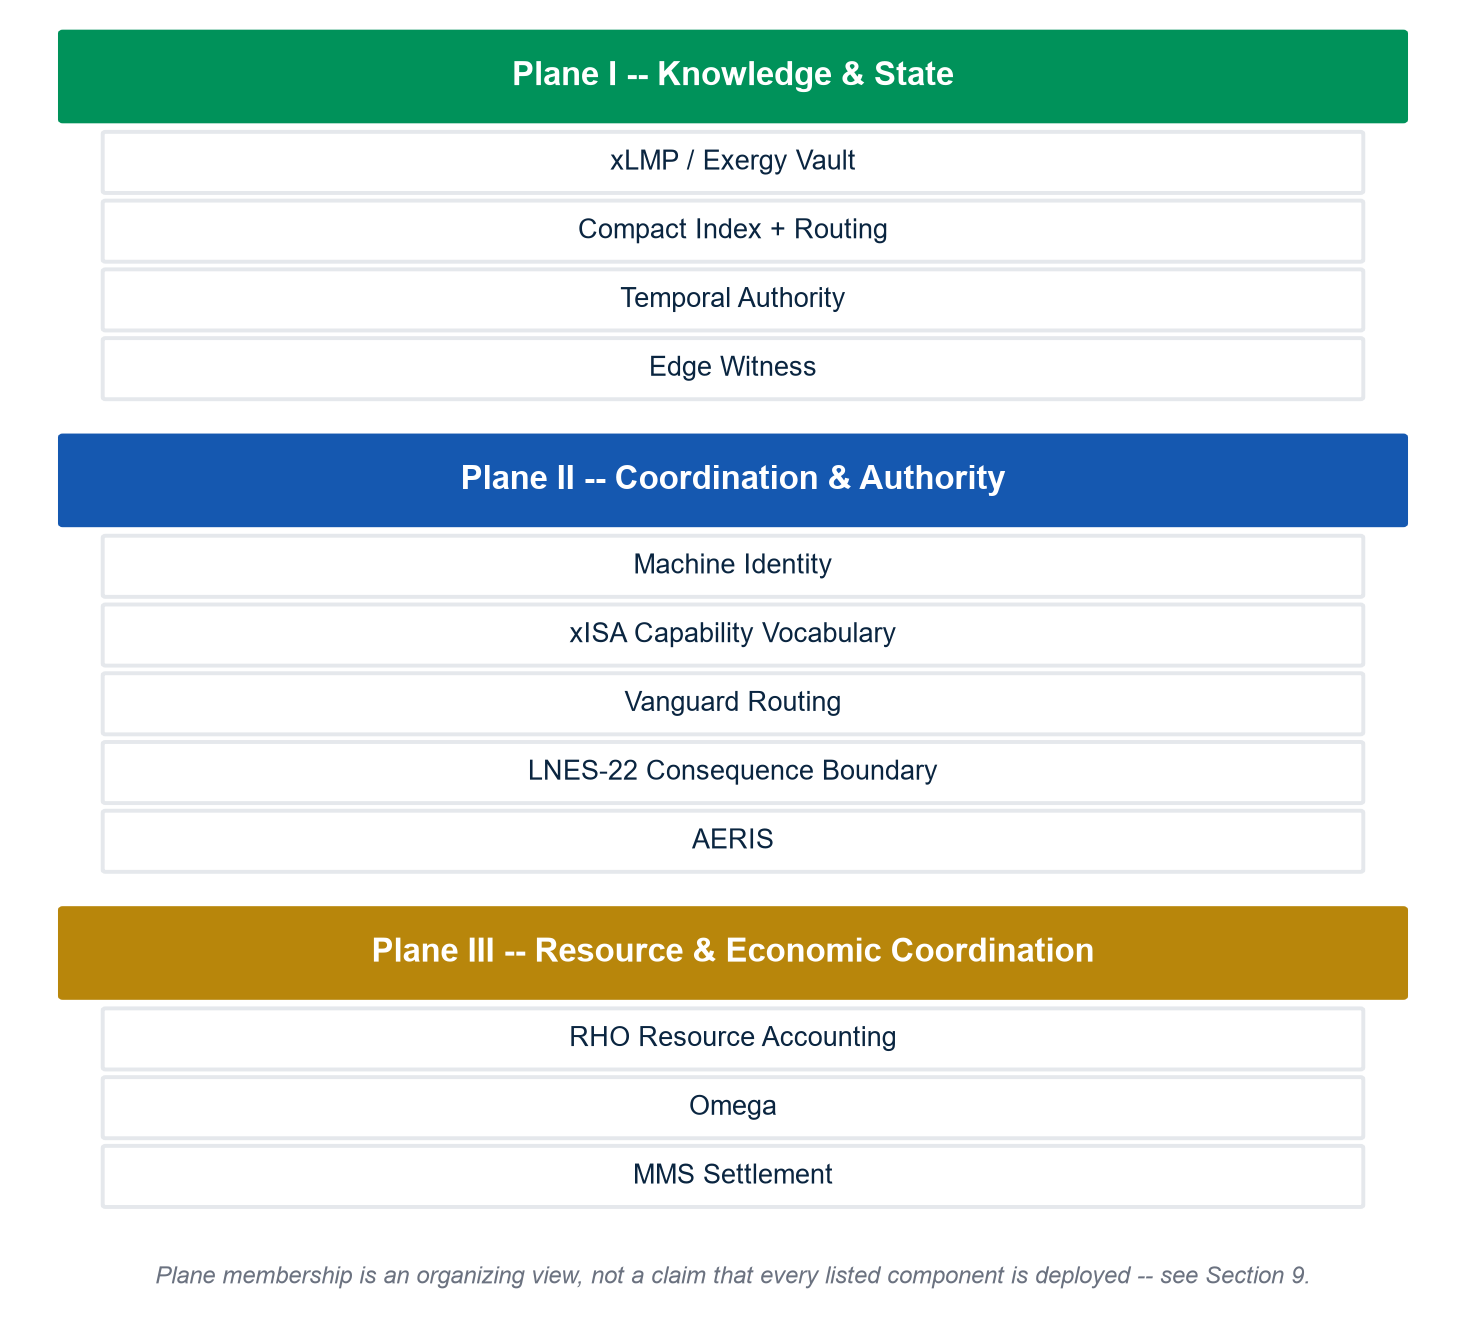 Plane I -- Knowledge & State
xLMP / Exergy Vault
Compact Index + Routing
Temporal Authority
Edge Witness
Plane II -- Coordination & Authority
Machine Identity
xISA Capability Vocabulary
Vanguard Routing
LNES-22 Consequence Boundary
AERIS
Plane III -- Resource & Economic Coordination
RHO Resource Accounting
Omega
MMS Settlement
Plane membership is an organizing view, not a claim that every listed component is deployed -- see Section 9.